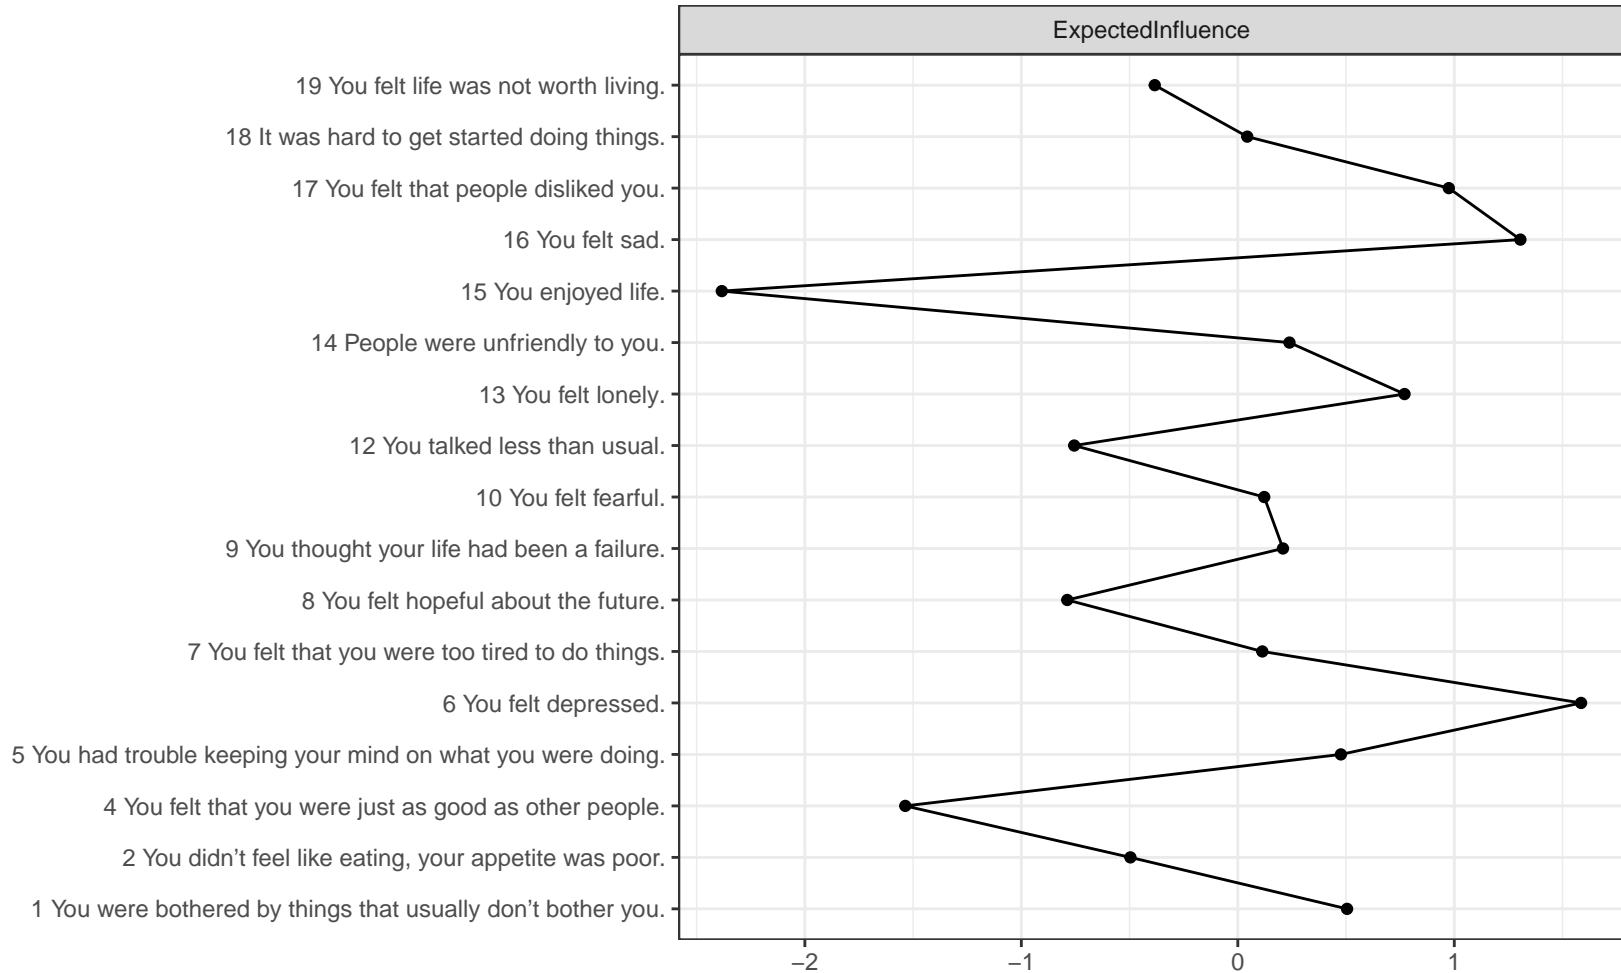 ExpectedInfluence
19 You felt life was not worth living.
18 It was hard to get started doing things.
17 You felt that people disliked you.
16 You felt sad.
15 You enjoyed life.
14 People were unfriendly to you.
13 You felt lonely.
12 You talked less than usual.
10 You felt fearful.
9 You thought your life had been a failure.
8 You felt hopeful about the future.
7 You felt that you were too tired to do things.
6 You felt depressed.
5 You had trouble keeping your mind on what you were doing.
4 You felt that you were just as good as other people.
2 You didn’t feel like eating, your appetite was poor.
1 You were bothered by things that usually don’t bother you.
−2 −1 0 1